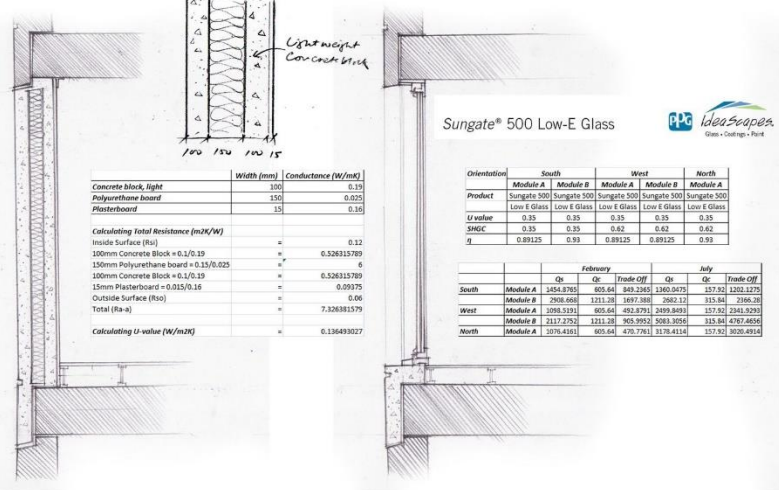 Lightweight
Concrete block
100 150 100 15
Width (mm) Conductance (W/mK)
Concrete block, light 100 0.19
Polyurethane board 150 0.025
Plasterboard 15 0.16
Calculating Total Resistance (m2K/W)
Inside Surface (Rsi) = 0.12
100mm Concrete Block = 0.1/0.19 = 0.526315789
150mm Polyurethane board = 0.15/0.025 = 6
100mm Concrete Block = 0.1/0.19 = 0.526315789
15mm Plasterboard = 0.015/0.16 = 0.09375
Outside Surface (Rso) = 0.06
Total (Ra-a) = 7.326381579
Calculating U-value (W/m2K) = 0.136493027
Sungate® 500 Low-E Glass
PPG IdeaScapes.
Glass • Coatings • Paint
Orientation South West North
Module A Module B Module A Module B Module A
Product Sungate 500 Sungate 500 Sungate 500 Sungate 500 Sungate 500
Low E Glass Low E Glass Low E Glass Low E Glass Low E Glass
U value 0.35 0.35 0.35 0.35 0.35
SHGC 0.35 0.35 0.62 0.62 0.62
η 0.89125 0.93 0.89125 0.89125 0.93
February July
Qs Qc Trade Off Qs Qc Trade Off
South Module A 1454.8765 605.64 849.2365 1360.0475 157.92 1202.1275
Module B 2908.668 1211.28 1697.388 2682.12 315.84 2366.28
West Module A 1098.5191 605.64 492.8791 2499.8493 157.92 2341.9293
Module B 2117.2752 1211.28 905.9952 5083.3056 315.84 4767.4656
North Module A 1076.4161 605.64 470.7761 3178.4114 157.92 3020.4914